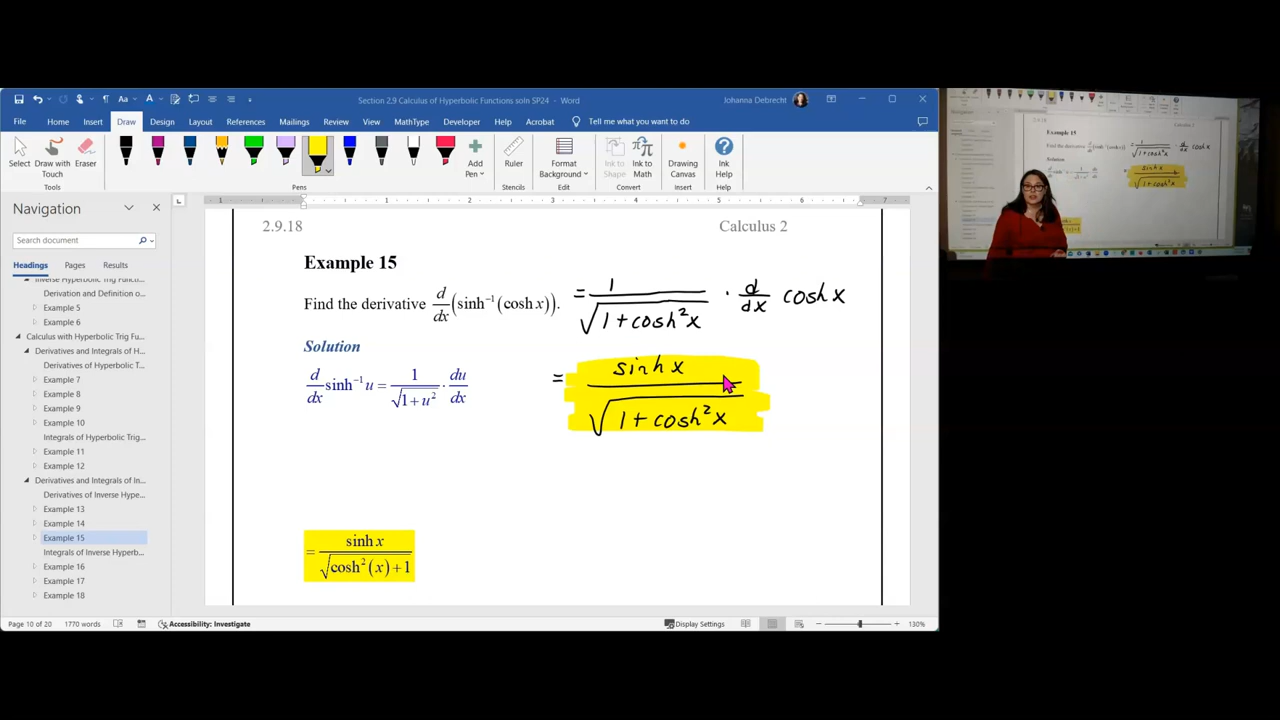 Section 2.9 Calculus of Hyperbolic Functions soln SP24 - Word
Johanna Debrecht
File Home Insert Draw Design Layout References Mailings Review View MathType Developer Help Acrobat Tell me what you want to do
Select
Draw with Touch
Eraser
Add Pen
Ruler
Format Background
Ink to Shape
Ink to Math
Drawing Canvas
Ink Help
Tools
Pens
Stencils
Convert
Insert
Help
Navigation
Search document
Headings Pages Results
Inverse Hyperbolic Trig Func...
Derivation and Definition o...
Example 5
Example 6
Calculus with Hyperbolic Trig Fu...
Derivatives and Integrals of H...
Derivatives of Hyperbolic T...
Example 7
Example 8
Example 9
Example 10
Integrals of Hyperbolic Trig...
Example 11
Example 12
Derivatives and Integrals of In...
Derivatives of Inverse Hype...
Example 13
Example 14
Example 15
Integrals of Inverse Hyperb...
Example 16
Example 17
Example 18
2.9.18 Calculus 2
Example 15
Find the derivative d/dx (sinh⁻¹(cosh x)). = 1/√(1+cosh²x) · d/dx cosh x
Solution
d/dx sinh⁻¹ u = 1/√(1+u²) · du/dx
= sinh x/√(1+cosh²x)
= sinh x/√(cosh²(x)+1)
Page 10 of 20 1770 words Accessibility: Investigate Display Settings 130%